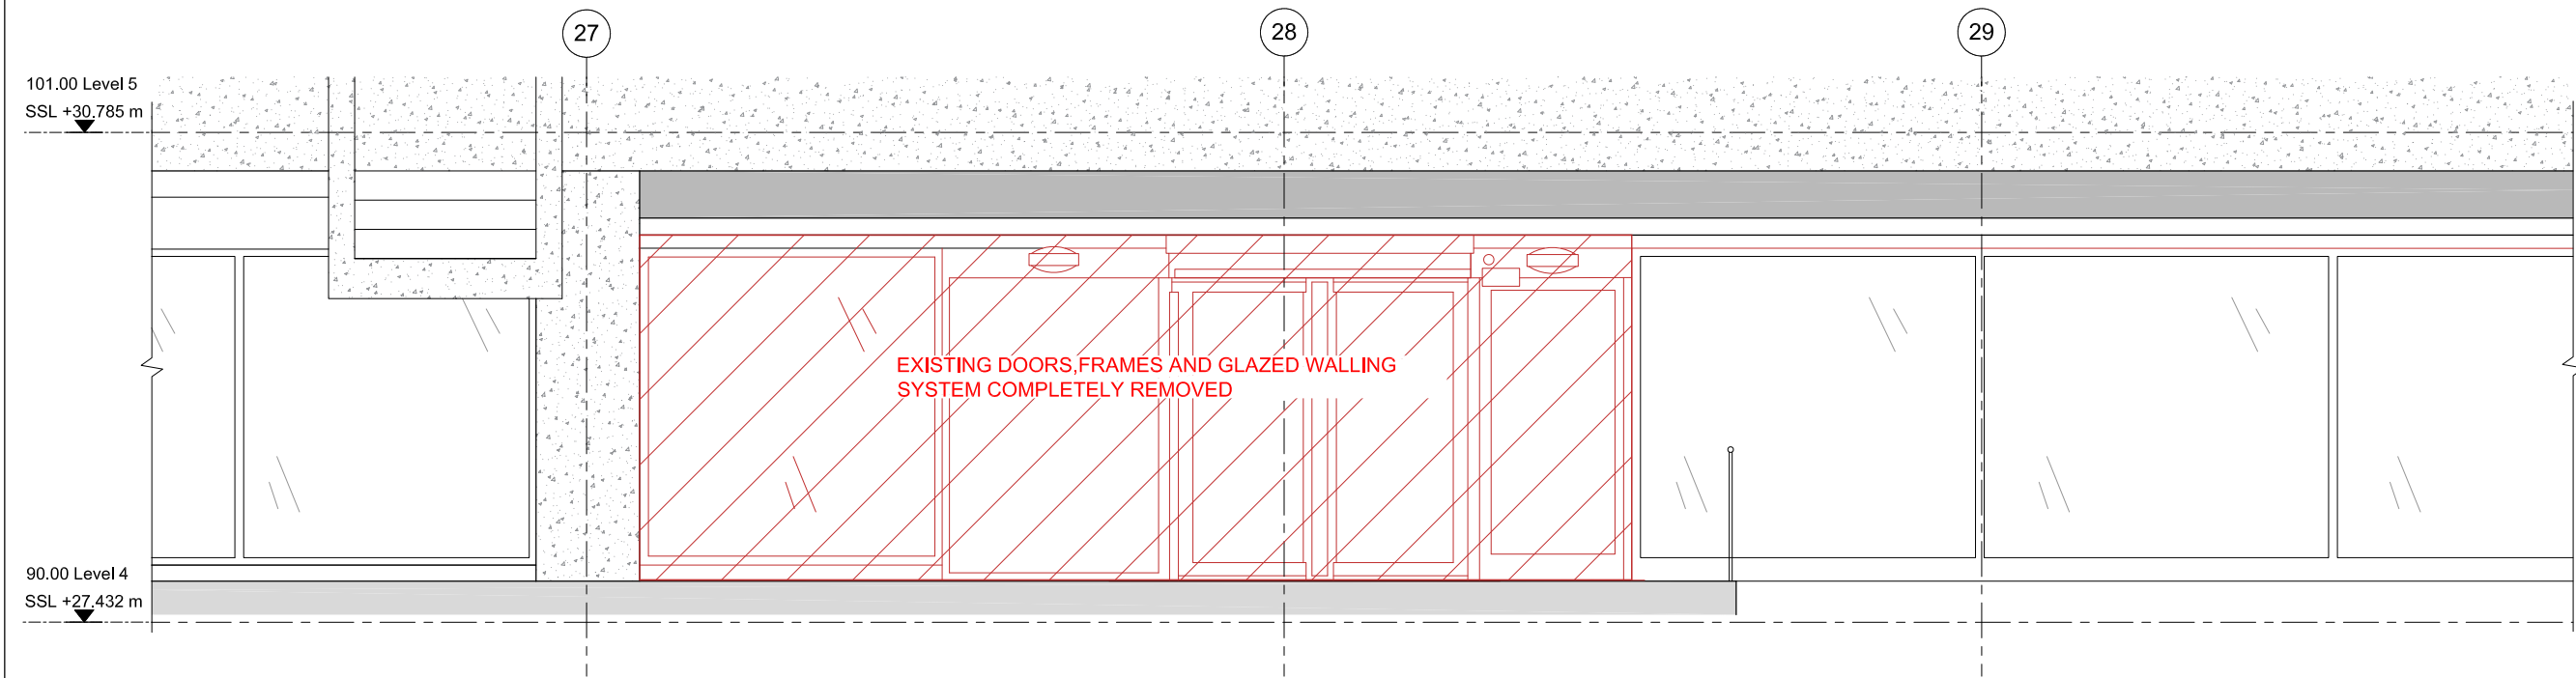 27
28
29
101.00 Level 5
SSL +30.785 m
EXISTING DOORS,FRAMES AND GLAZED WALLING
SYSTEM COMPLETELY REMOVED
90.00 Level 4
SSL +27.432 m